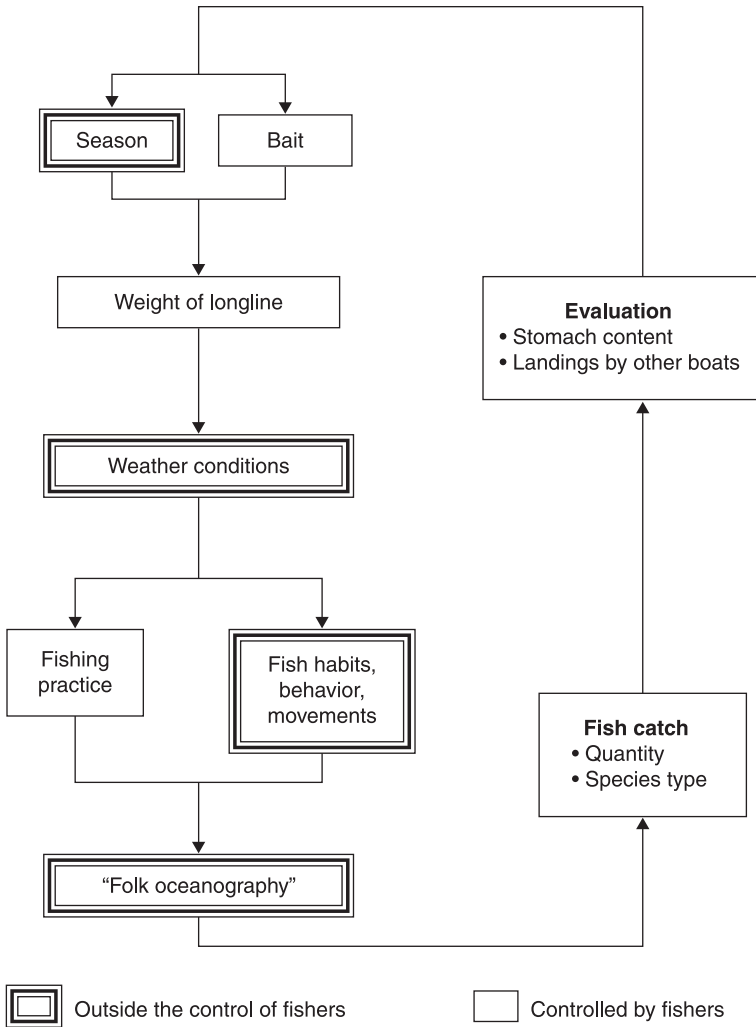 Season
Bait
Weight of longline
Evaluation
• Stomach content
• Landings by other boats
Weather conditions
Fishing
practice
Fish habits,
behavior,
movements
Fish catch
• Quantity
• Species type
“Folk oceanography”
Outside the control of fishers
Controlled by fishers